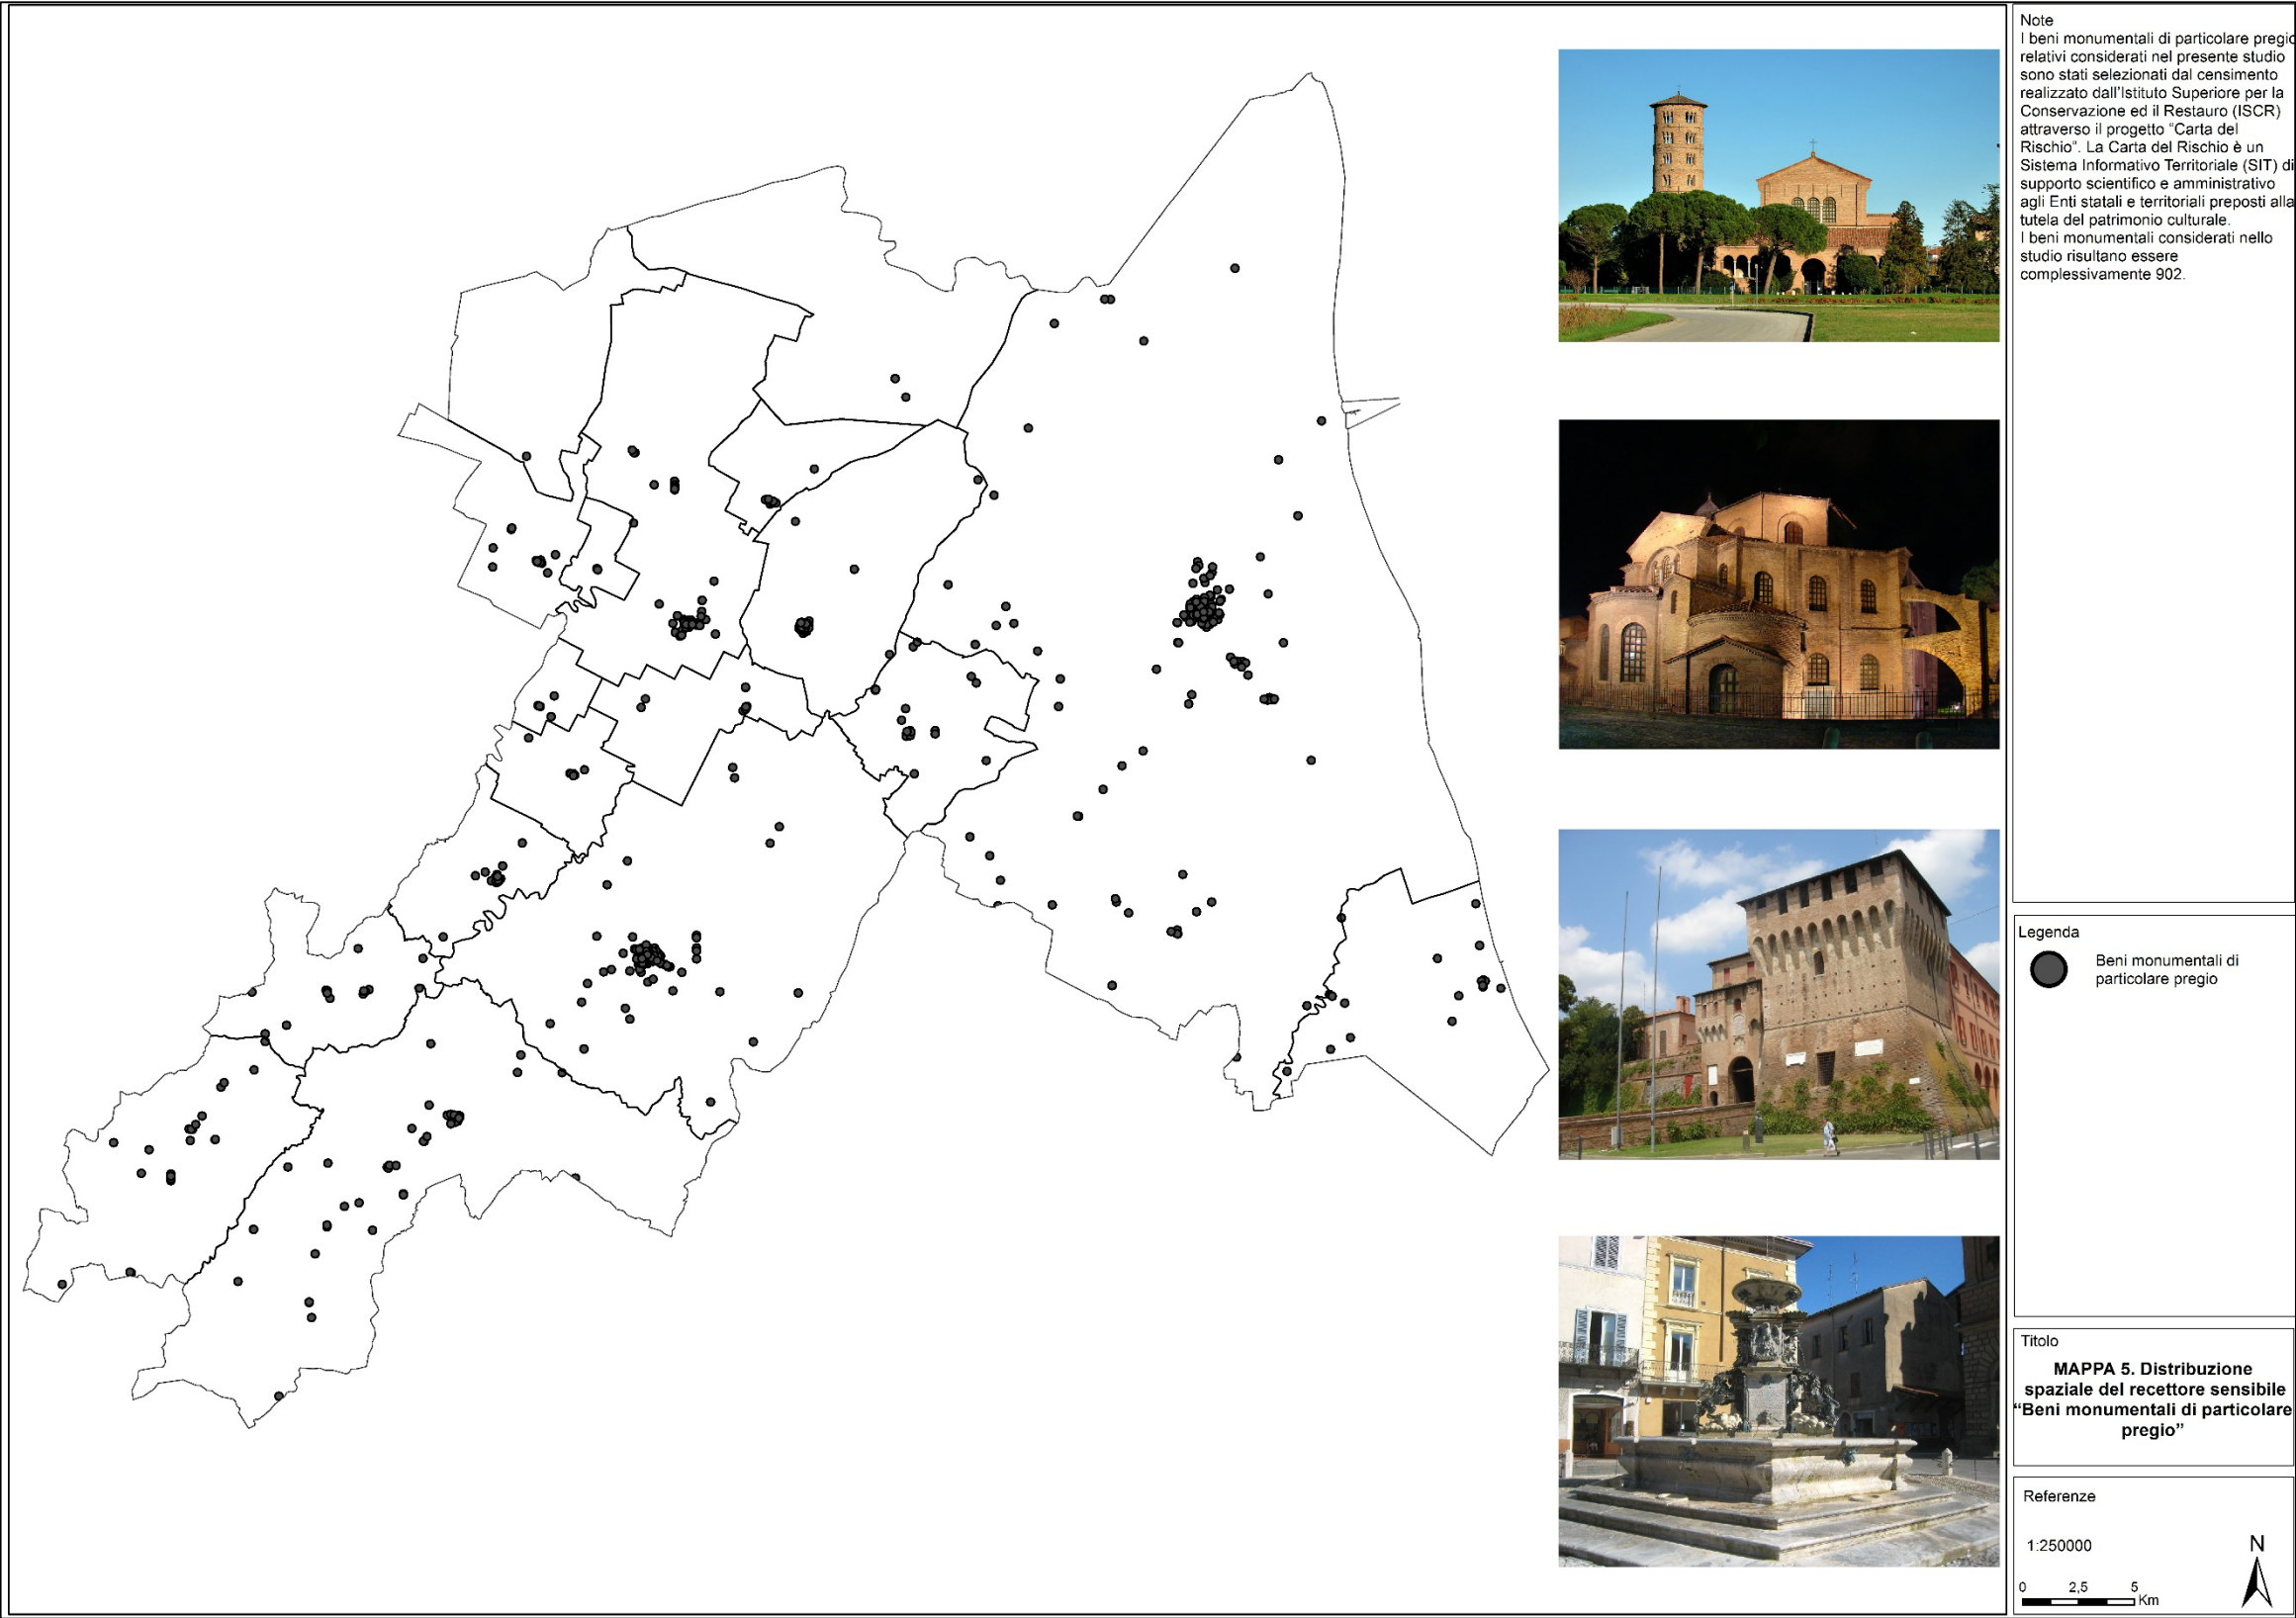 Note
I beni monumentali di particolare pregio
relativi considerati nel presente studio
sono stati selezionati dal censimento
realizzato dall'Istituto Superiore per la
Conservazione ed il Restauro (ISCR)
attraverso il progetto "Carta del
Rischio". La Carta del Rischio è un
Sistema Informativo Territoriale (SIT) di
supporto scientifico e amministrativo
agli Enti statali e territoriali preposti alla
tutela del patrimonio culturale.
I beni monumentali considerati nello
studio risultano essere
complessivamente 902.
Legenda
Beni monumentali di
particolare pregio
Titolo
MAPPA 5. Distribuzione
spaziale del recettore sensibile
“Beni monumentali di particolare
pregio”
Referenze
1:250000
N
0 2,5 5
Km